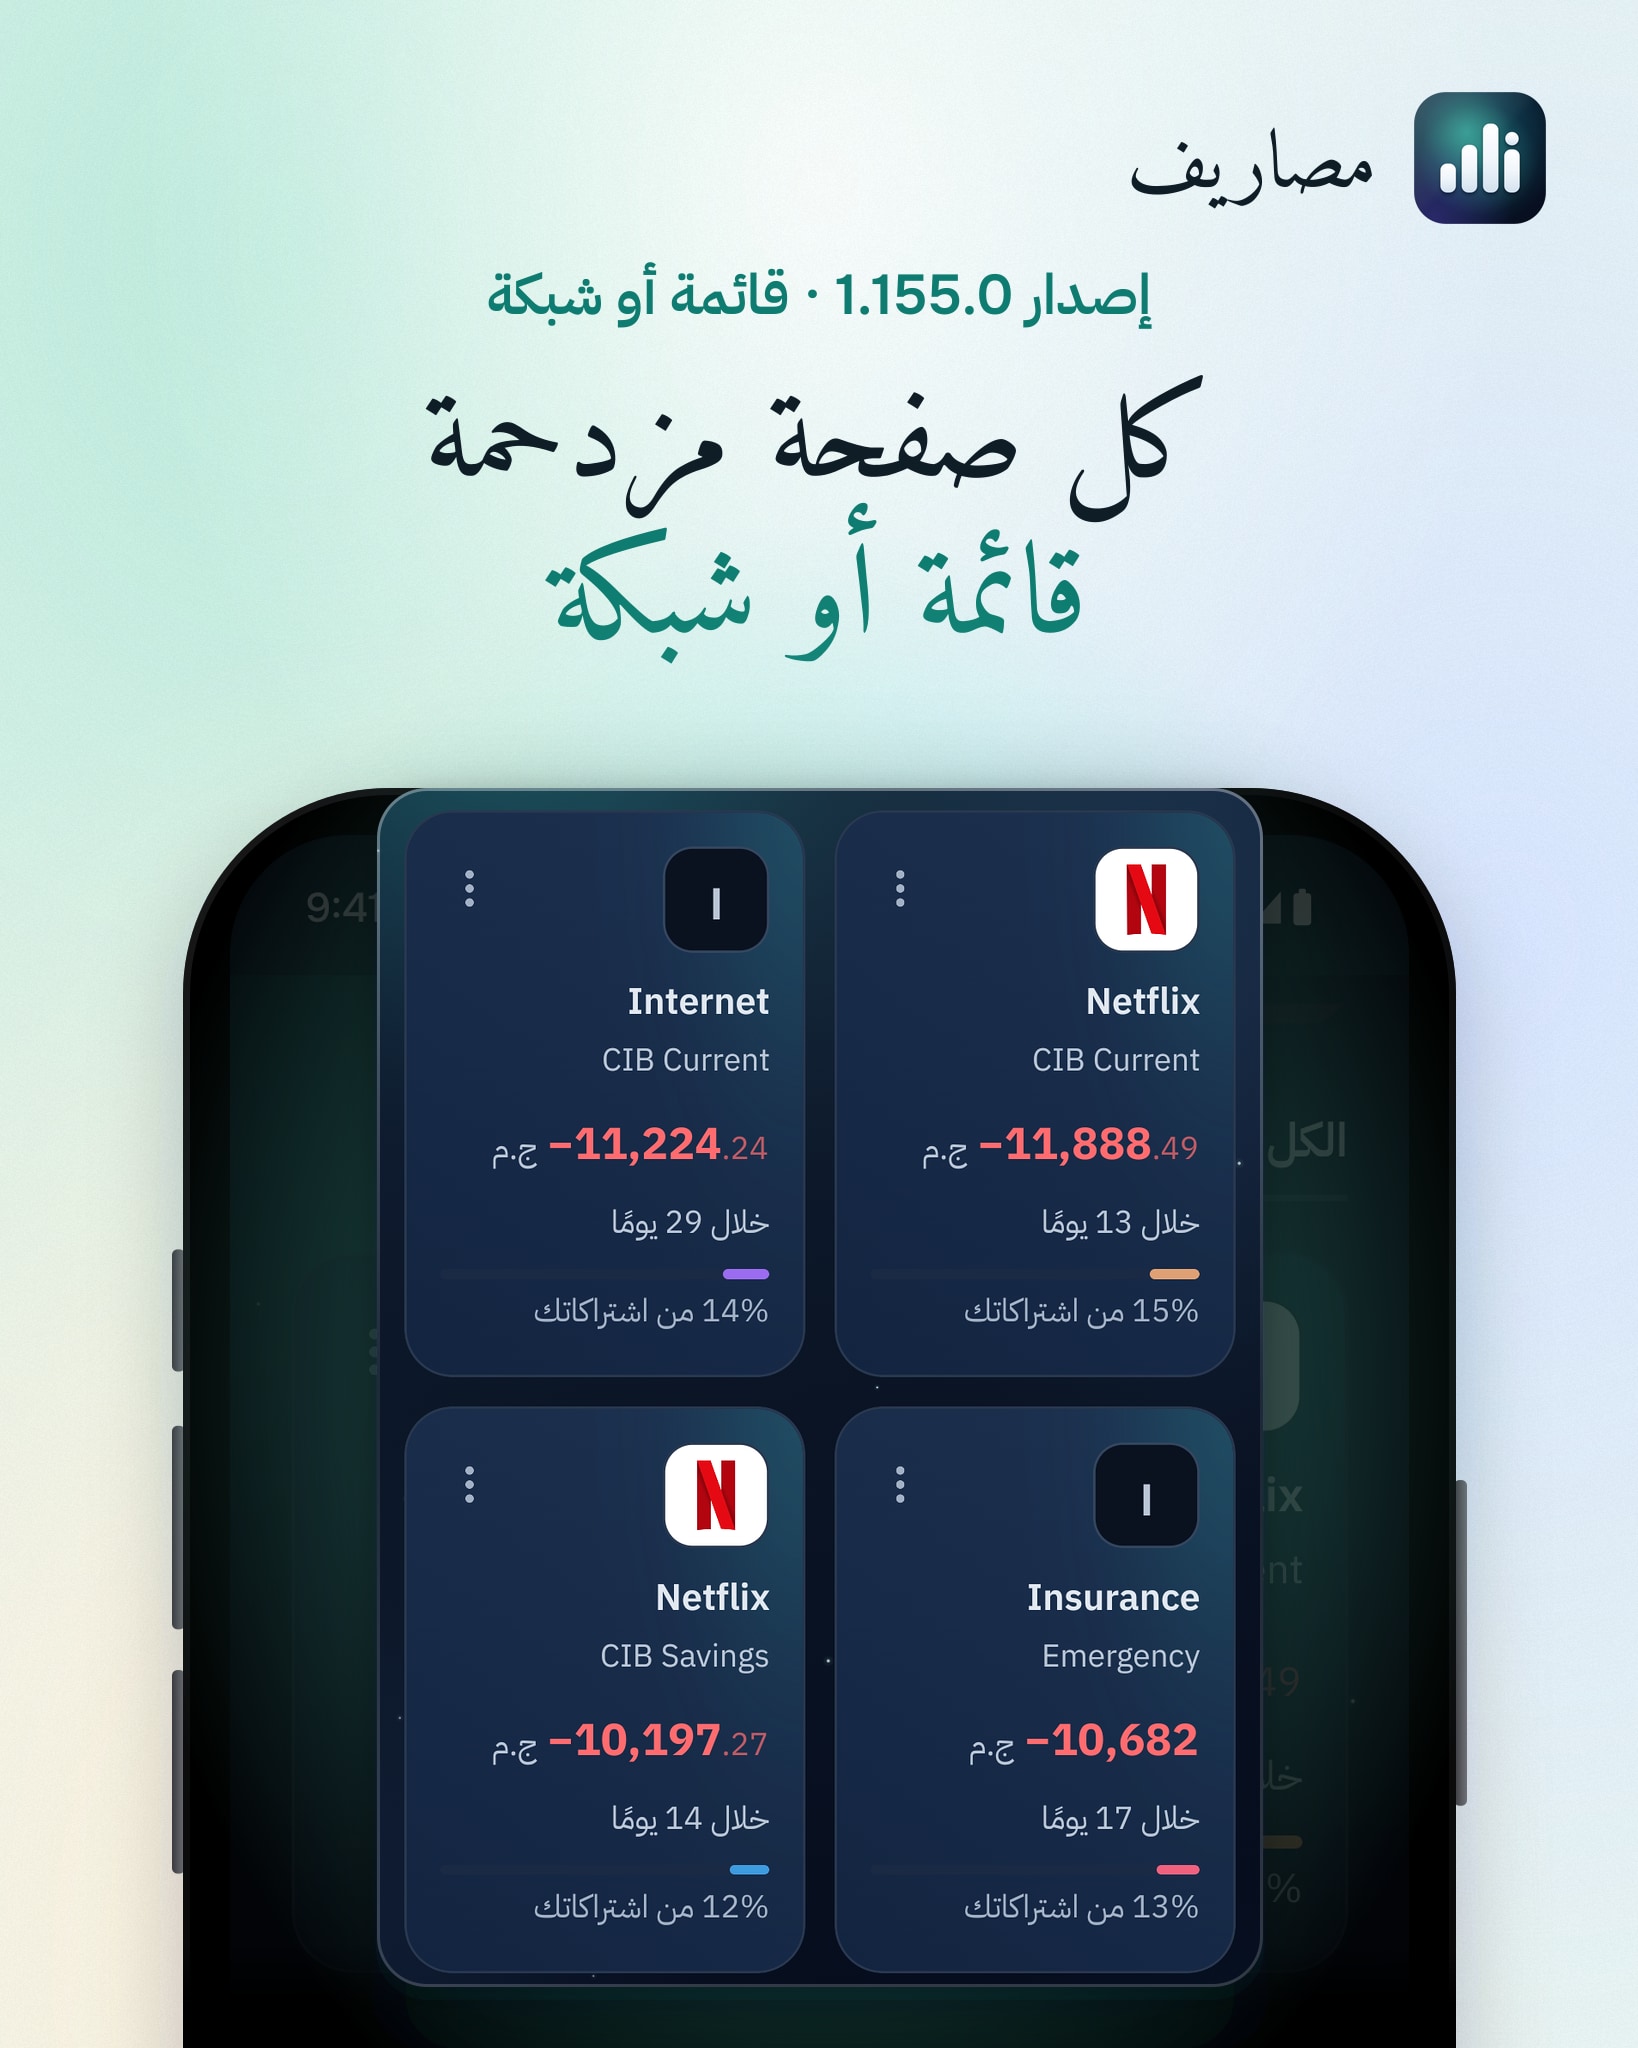 مصاريف
إصدار 1.155.0 · قائمة أو شبكة
كل صفحة مزدحمة
قائمة أو شبكة
9:41
الكل
N
Netflix
CIB Current
−11,888.49 ج.م
خلال 13 يومًا
15% من اشتراكاتك
I
Internet
CIB Current
−11,224.24 ج.م
خلال 29 يومًا
14% من اشتراكاتك
I
Insurance
Emergency
−10,682 ج.م
خلال 17 يومًا
13% من اشتراكاتك
N
Netflix
CIB Savings
−10,197.27 ج.م
خلال 14 يومًا
12% من اشتراكاتك